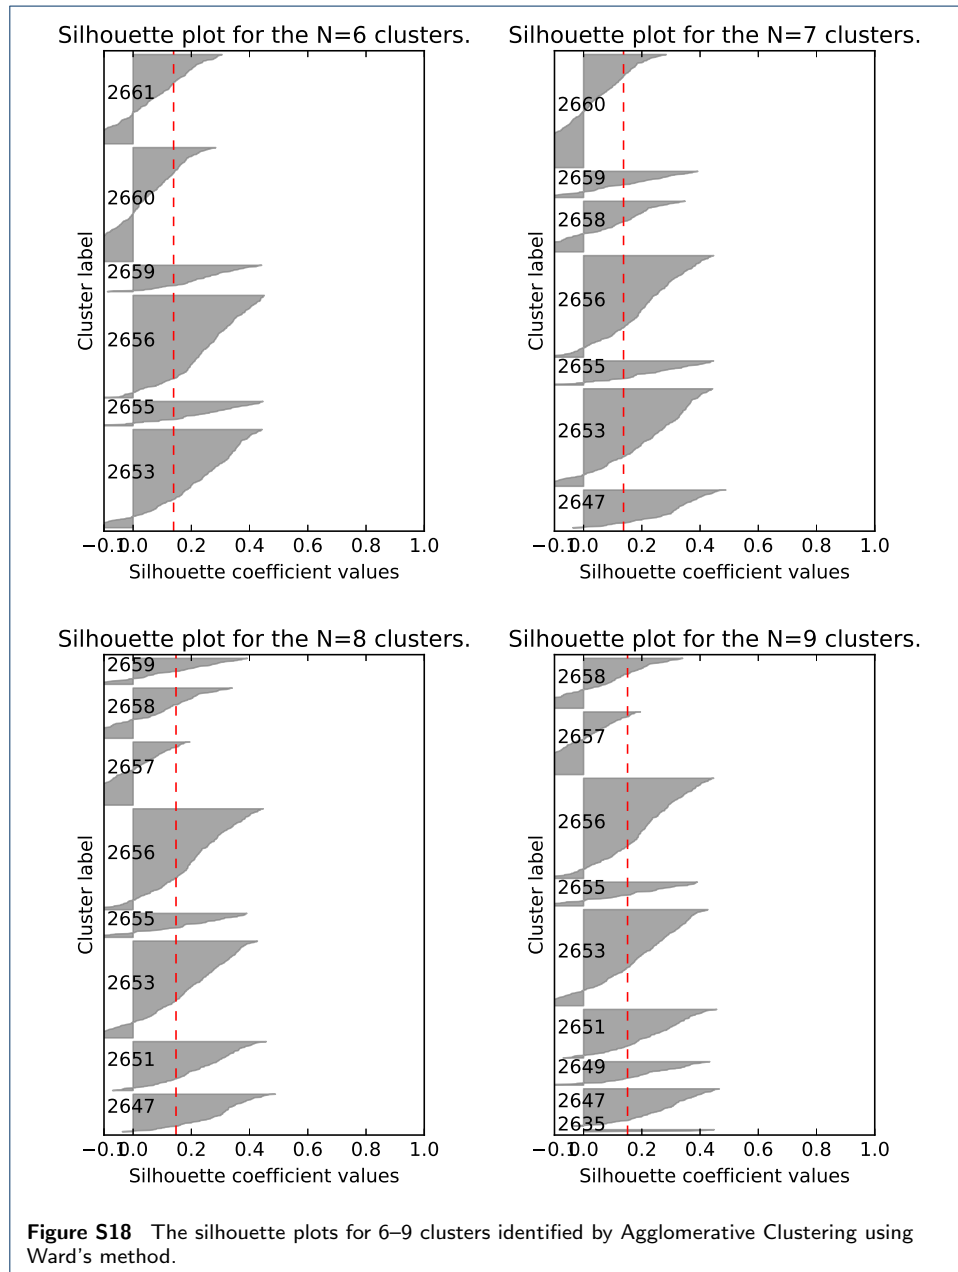 Silhouette plot for the N=6 clusters.
Cluster label
2661
2660
2659
2656
2655
2653
−0.1 0.0 0.2 0.4 0.6 0.8 1.0
Silhouette coefficient values
Silhouette plot for the N=7 clusters.
2660
2659
2658
2656
2655
2653
2647
−0.1 0.0 0.2 0.4 0.6 0.8 1.0
Silhouette coefficient values
Silhouette plot for the N=8 clusters.
Cluster label
2659
2658
2657
2656
2655
2653
2651
2647
−0.1 0.0 0.2 0.4 0.6 0.8 1.0
Silhouette coefficient values
Silhouette plot for the N=9 clusters.
2658
2657
2656
2655
2653
2651
2649
2647
2635
−0.1 0.0 0.2 0.4 0.6 0.8 1.0
Silhouette coefficient values
Figure S18 The silhouette plots for 6–9 clusters identified by Agglomerative Clustering using
Ward's method.